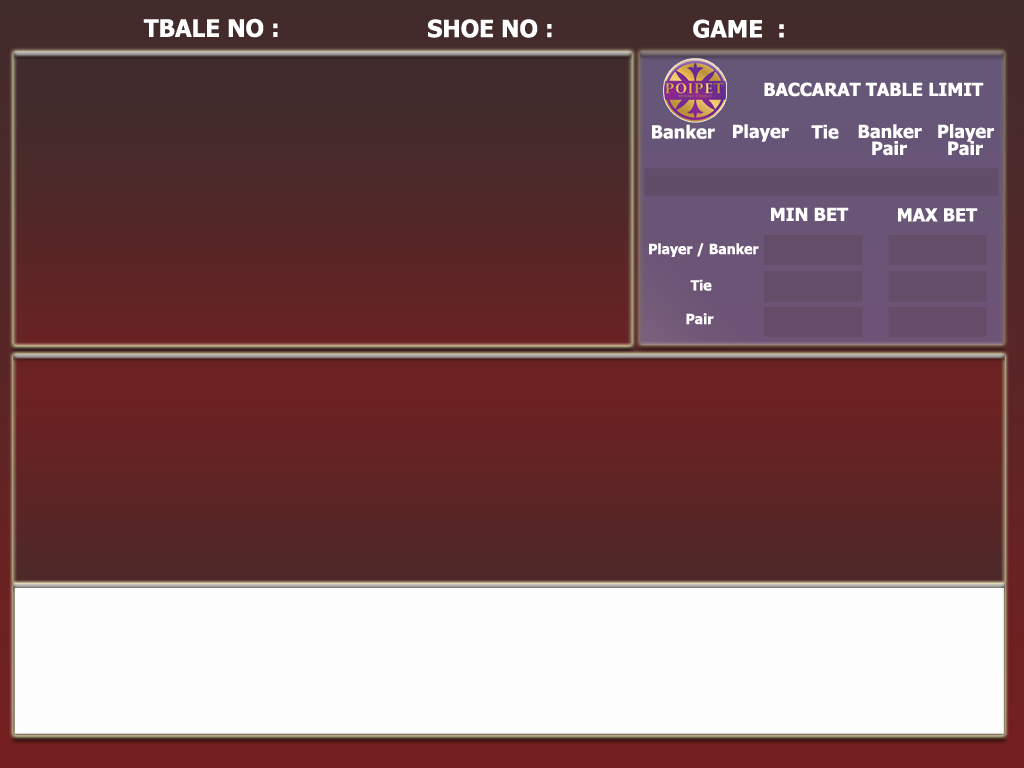 TBALE NO : SHOE NO : GAME :
POIPET
BACCARAT TABLE LIMIT
Banker Player Tie Banker Pair Player Pair
MIN BET MAX BET
Player / Banker
Tie
Pair